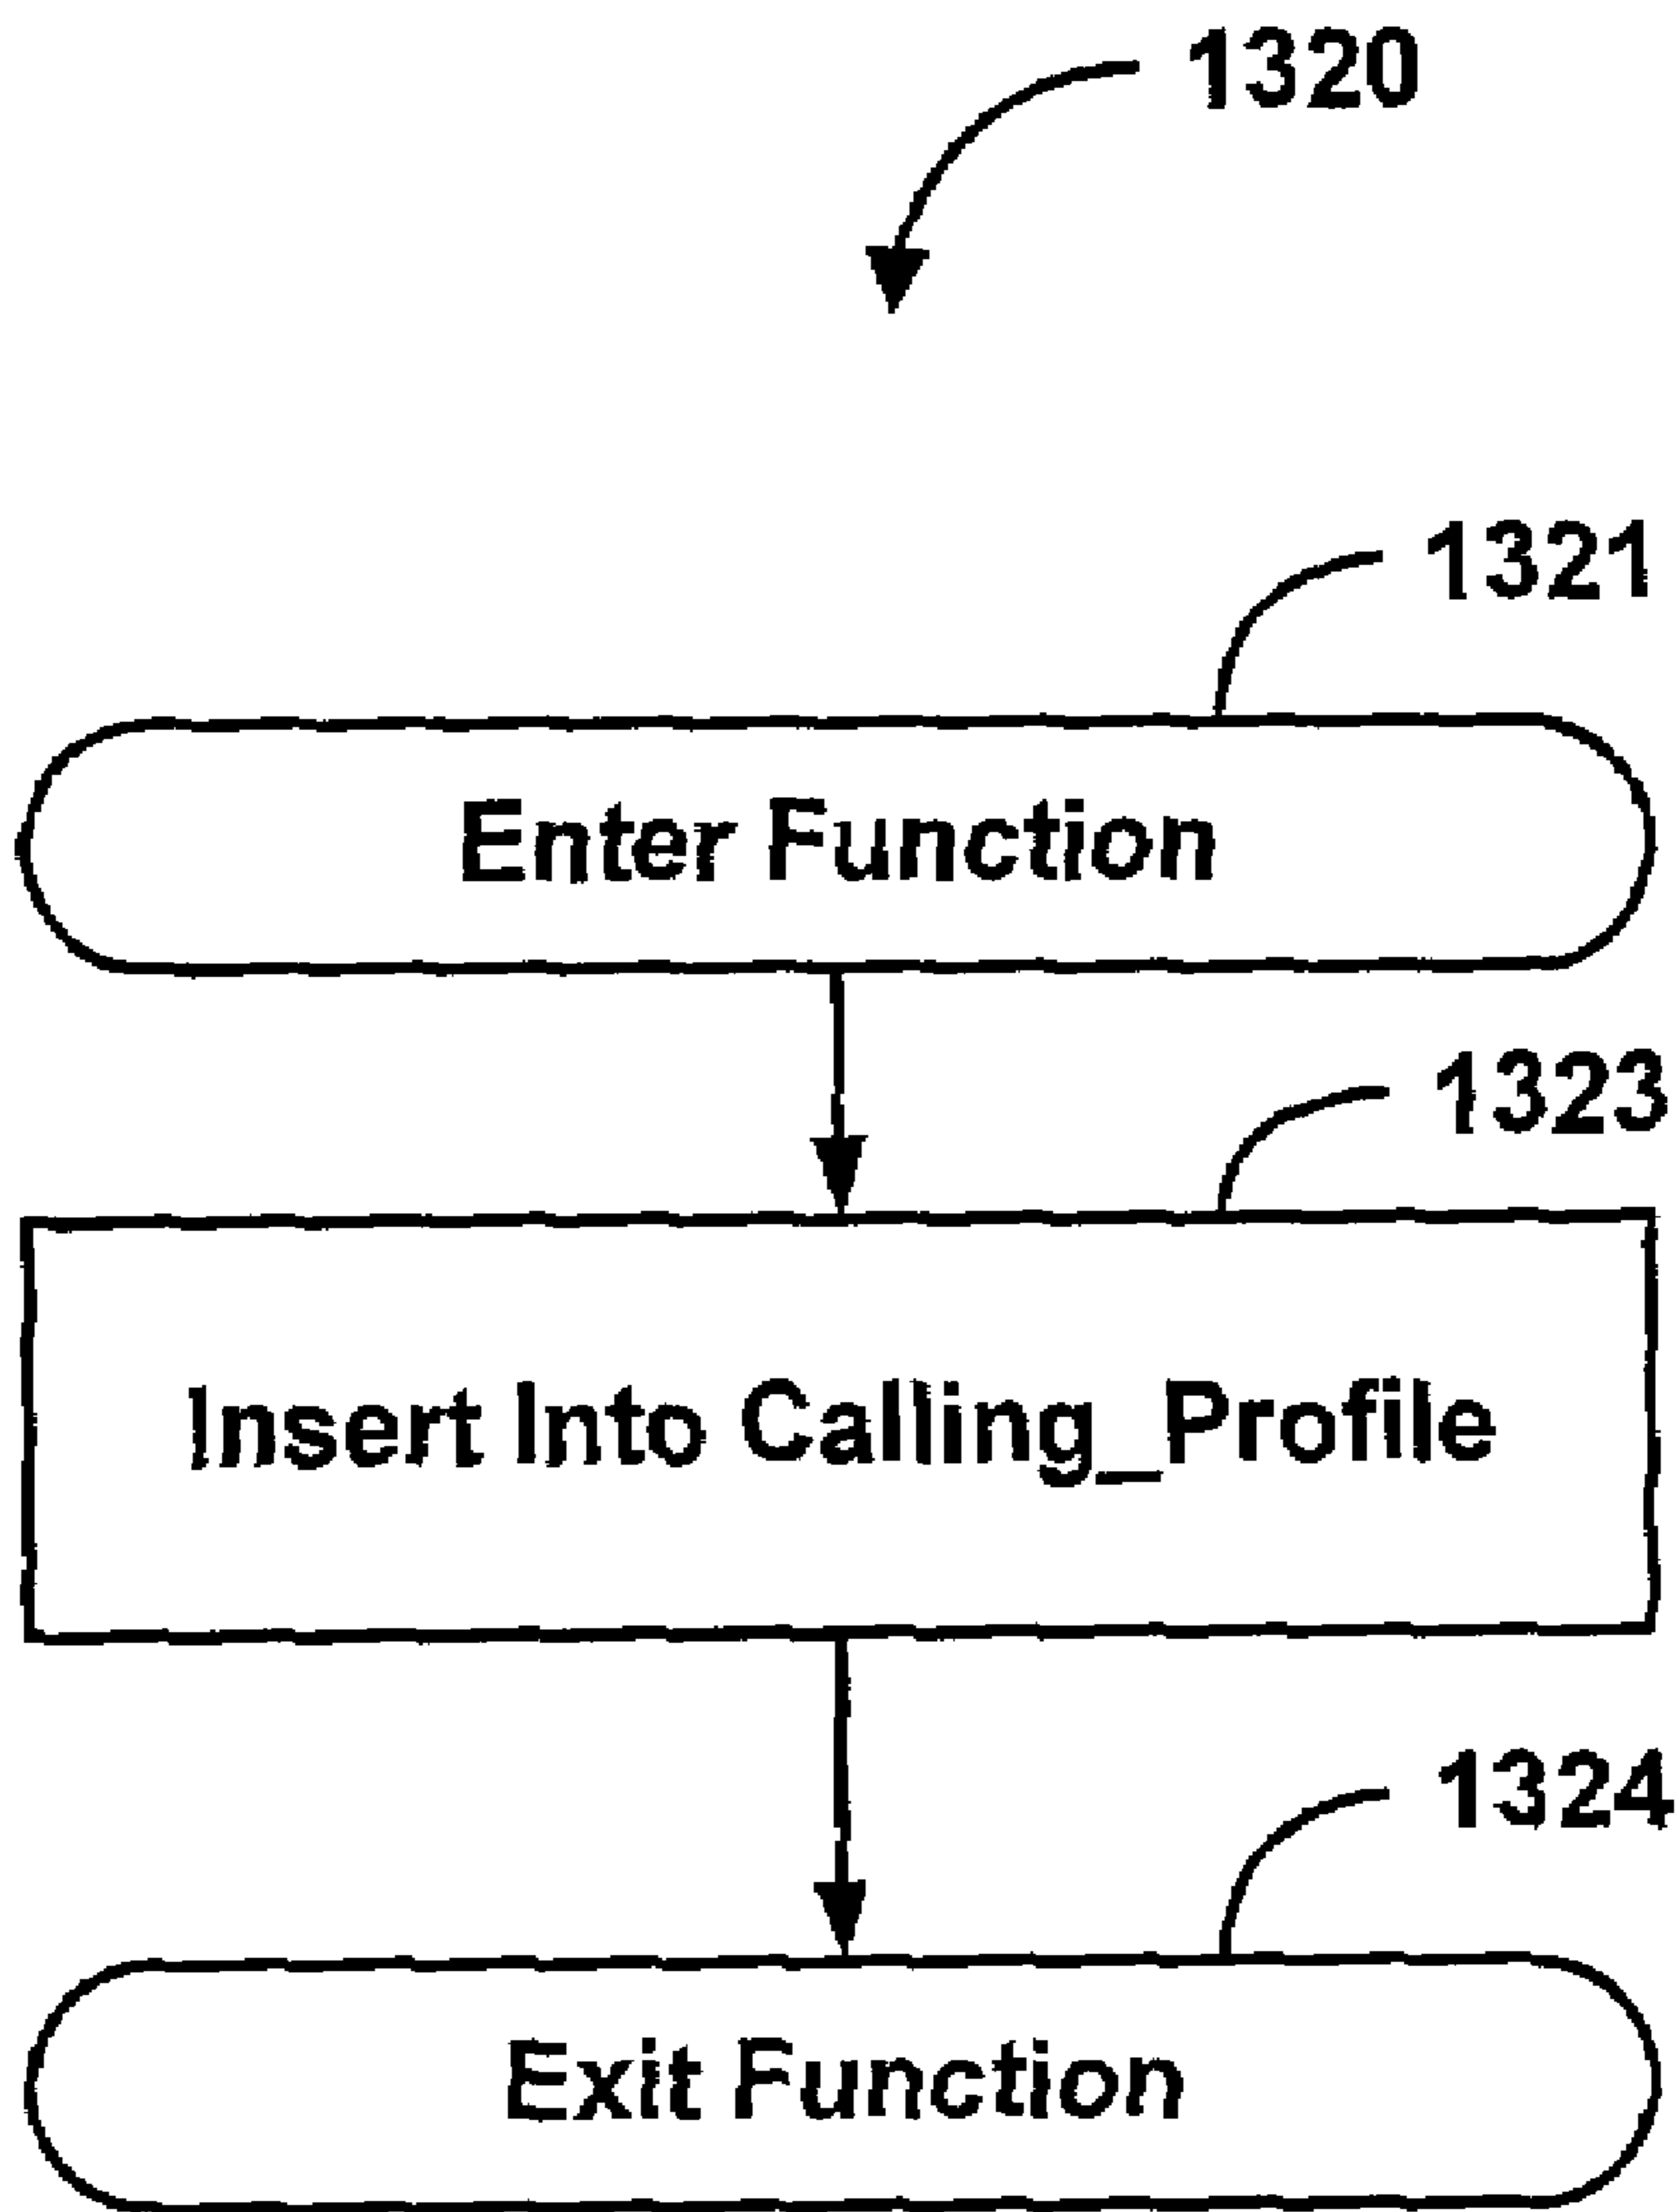 1320
1321
Enter Function
1323
Insert Into Calling_Profile
1324
Exit Function